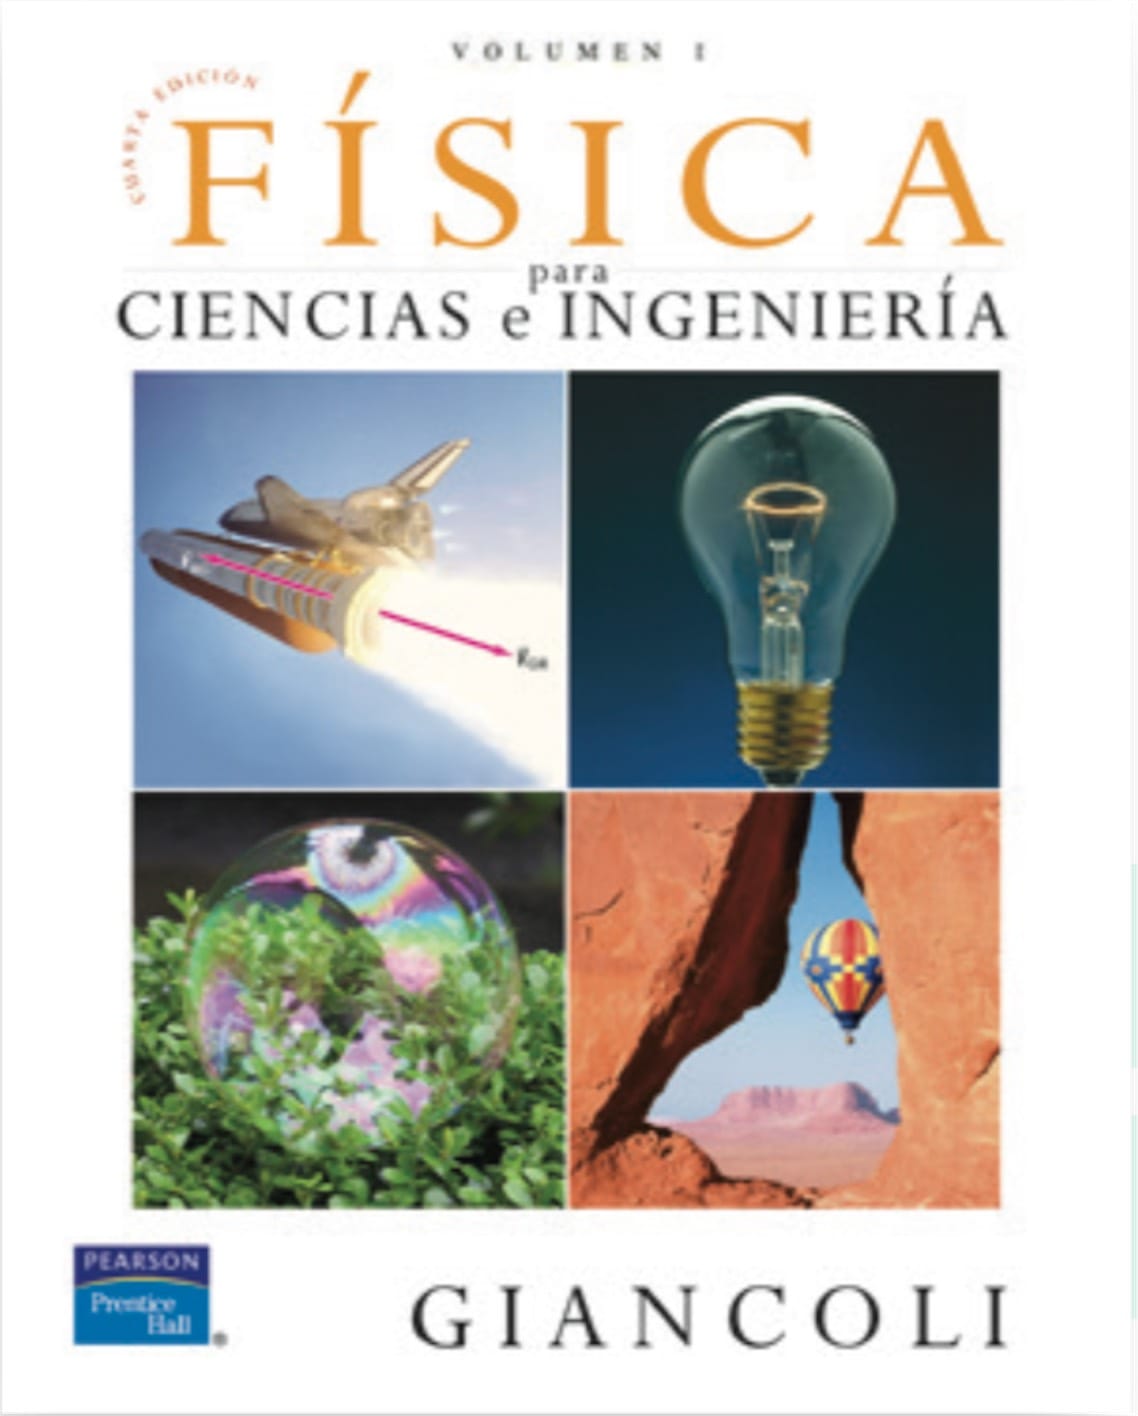 VOLUMEN I
CUARTA EDICIÓN
FÍSICA
para
CIENCIAS e INGENIERÍA
PEARSON
Prentice
Hall
®
GIANCOLI